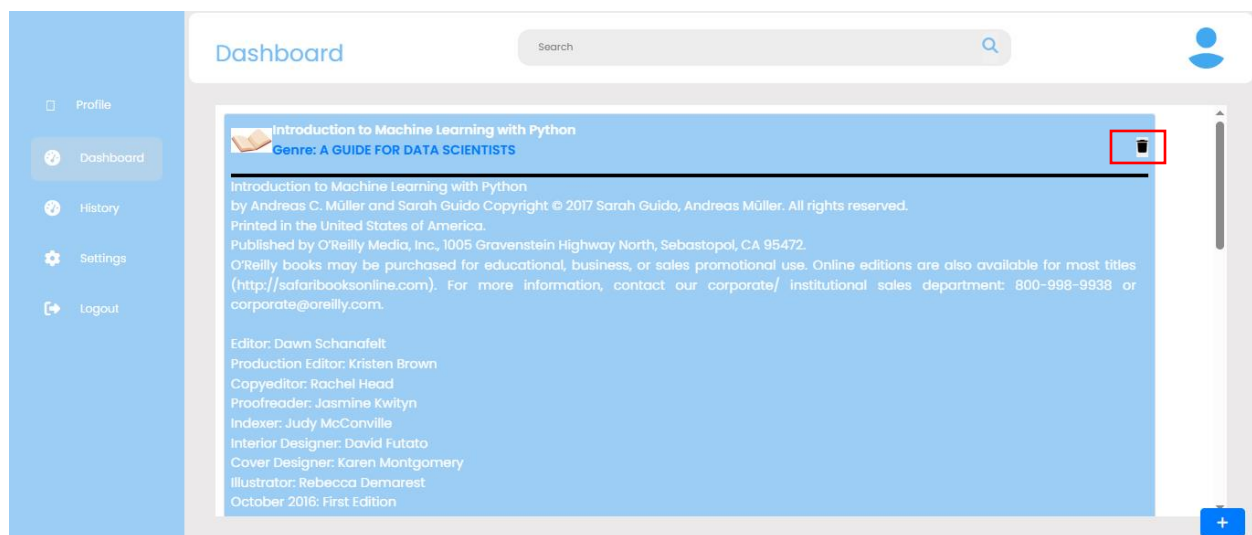 Dashboard
Search
Profile
Dashboard
History
Settings
Logout
Introduction to Machine Learning with Python
Genre: A GUIDE FOR DATA SCIENTISTS
Introduction to Machine Learning with Python
by Andreas C. Müller and Sarah Guido Copyright © 2017 Sarah Guido, Andreas Müller. All rights reserved.
Printed in the United States of America.
Published by O'Reilly Media, Inc., 1005 Gravenstein Highway North, Sebastopol, CA 95472.
O'Reilly books may be purchased for educational, business, or sales promotional use. Online editions are also available for most titles
(http://safaribooksonline.com). For more information, contact our corporate/ institutional sales department: 800-998-9938 or
corporate@oreilly.com.
Editor: Dawn Schanafelt
Production Editor: Kristen Brown
Copyeditor: Rachel Head
Proofreader: Jasmine Kwityn
Indexer: Judy McConville
Interior Designer: David Futato
Cover Designer: Karen Montgomery
Illustrator: Rebecca Demarest
October 2016: First Edition
+